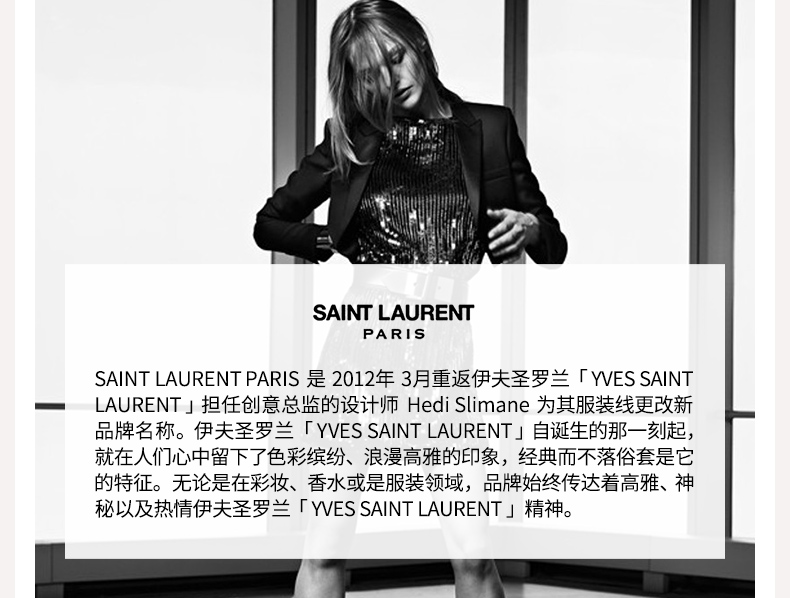 SAINT LAURENT
PARIS
SAINT LAURENT PARIS 是 2012年 3月重返伊夫圣罗兰「YVES SAINT
LAURENT」担任创意总监的设计师 Hedi Slimane 为其服装线更改新
品牌名称。伊夫圣罗兰「YVES SAINT LAURENT」自诞生的那一刻起，
就在人们心中留下了色彩缤纷、浪漫高雅的印象，经典而不落俗套是它
的特征。无论是在彩妆、香水或是服装领域，品牌始终传达着高雅、神
秘以及热情伊夫圣罗兰「YVES SAINT LAURENT」精神。